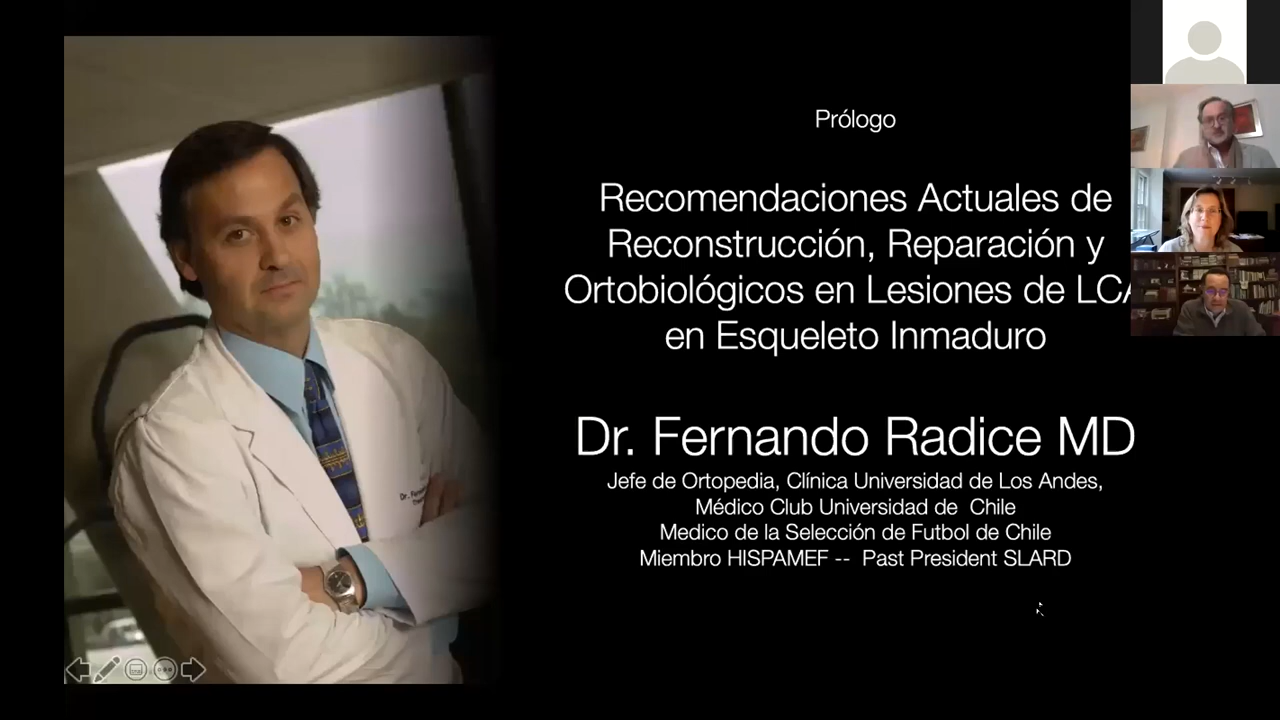 Prólogo
Recomendaciones Actuales de
Reconstrucción, Reparación y
Ortobiológicos en Lesiones de LCA
en Esqueleto Inmaduro
Dr. Fernando Radice MD
Jefe de Ortopedia, Clínica Universidad de Los Andes,
Médico Club Universidad de Chile
Medico de la Selección de Futbol de Chile
Miembro HISPAMEF -- Past President SLARD